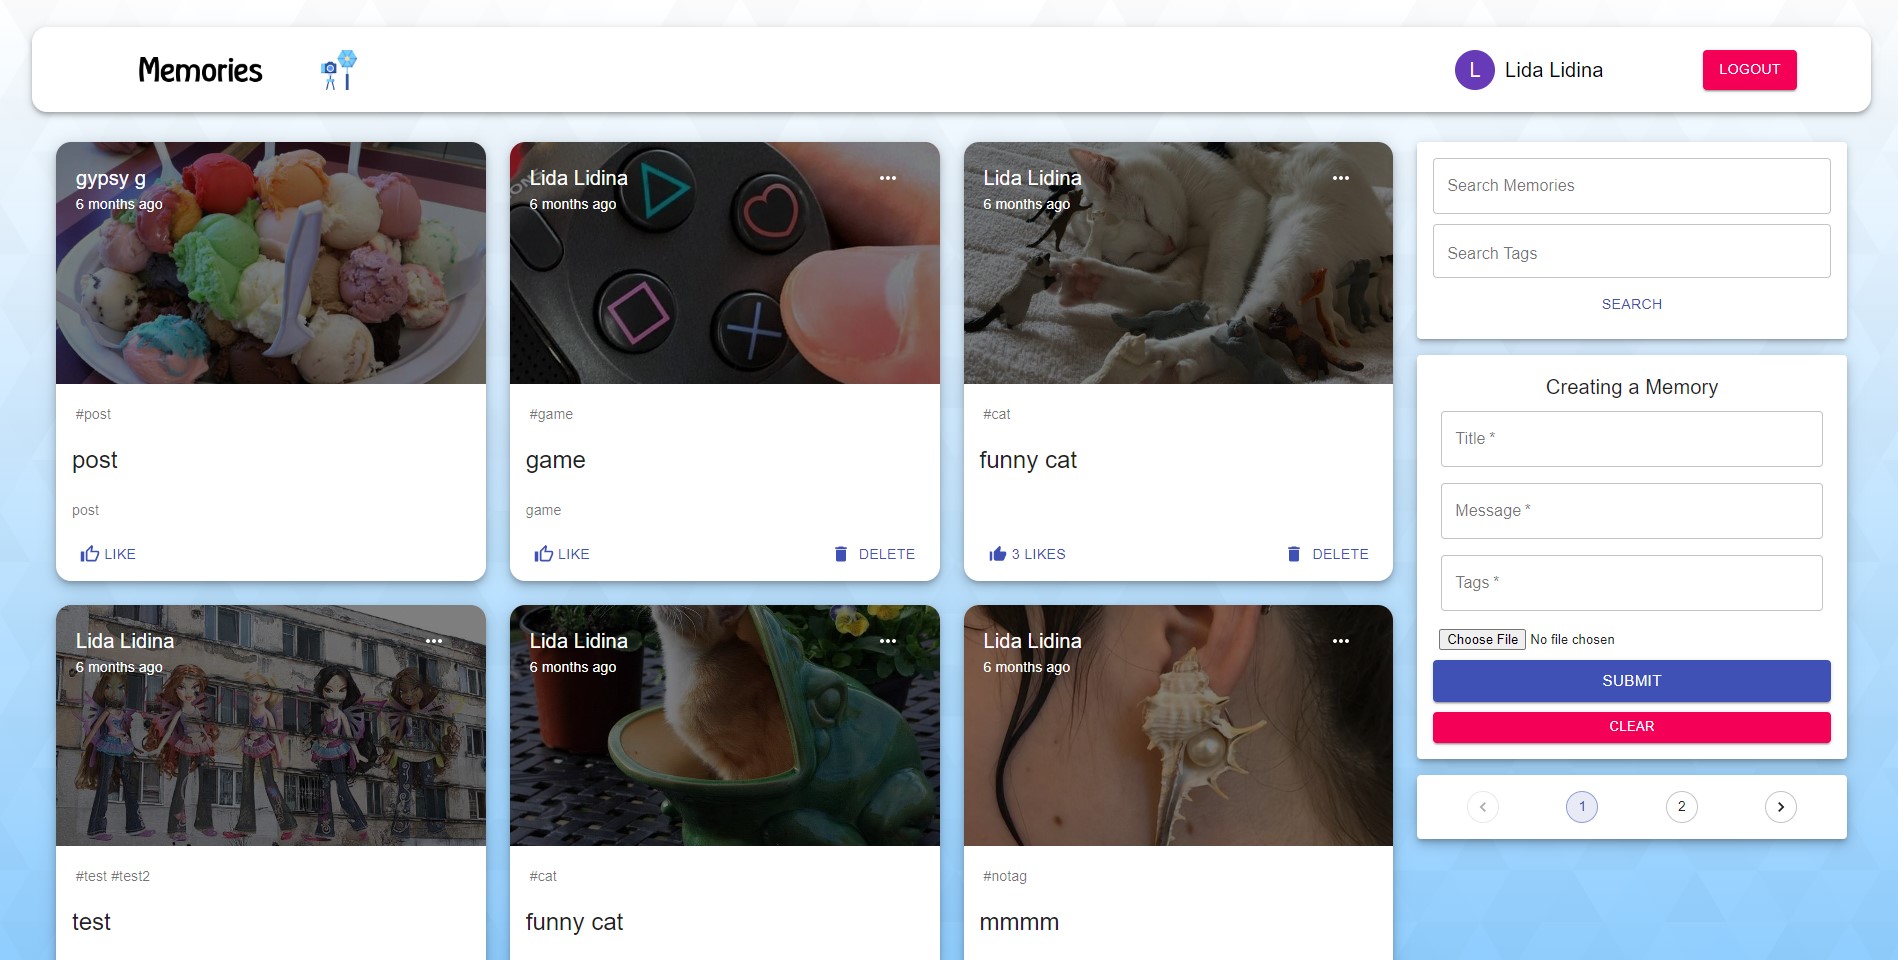 Memories
L Lida Lidina
LOGOUT
gypsy g
6 months ago
#post
post
post
LIKE
Lida Lidina
6 months ago
#game
game
game
LIKE
DELETE
Lida Lidina
6 months ago
#cat
funny cat
3 LIKES
DELETE
Lida Lidina
6 months ago
#test #test2
test
Lida Lidina
6 months ago
#cat
funny cat
Lida Lidina
6 months ago
#notag
mmmm
Search Memories
Search Tags
SEARCH
Creating a Memory
Title *
Message *
Tags *
Choose File No file chosen
SUBMIT
CLEAR
1 2